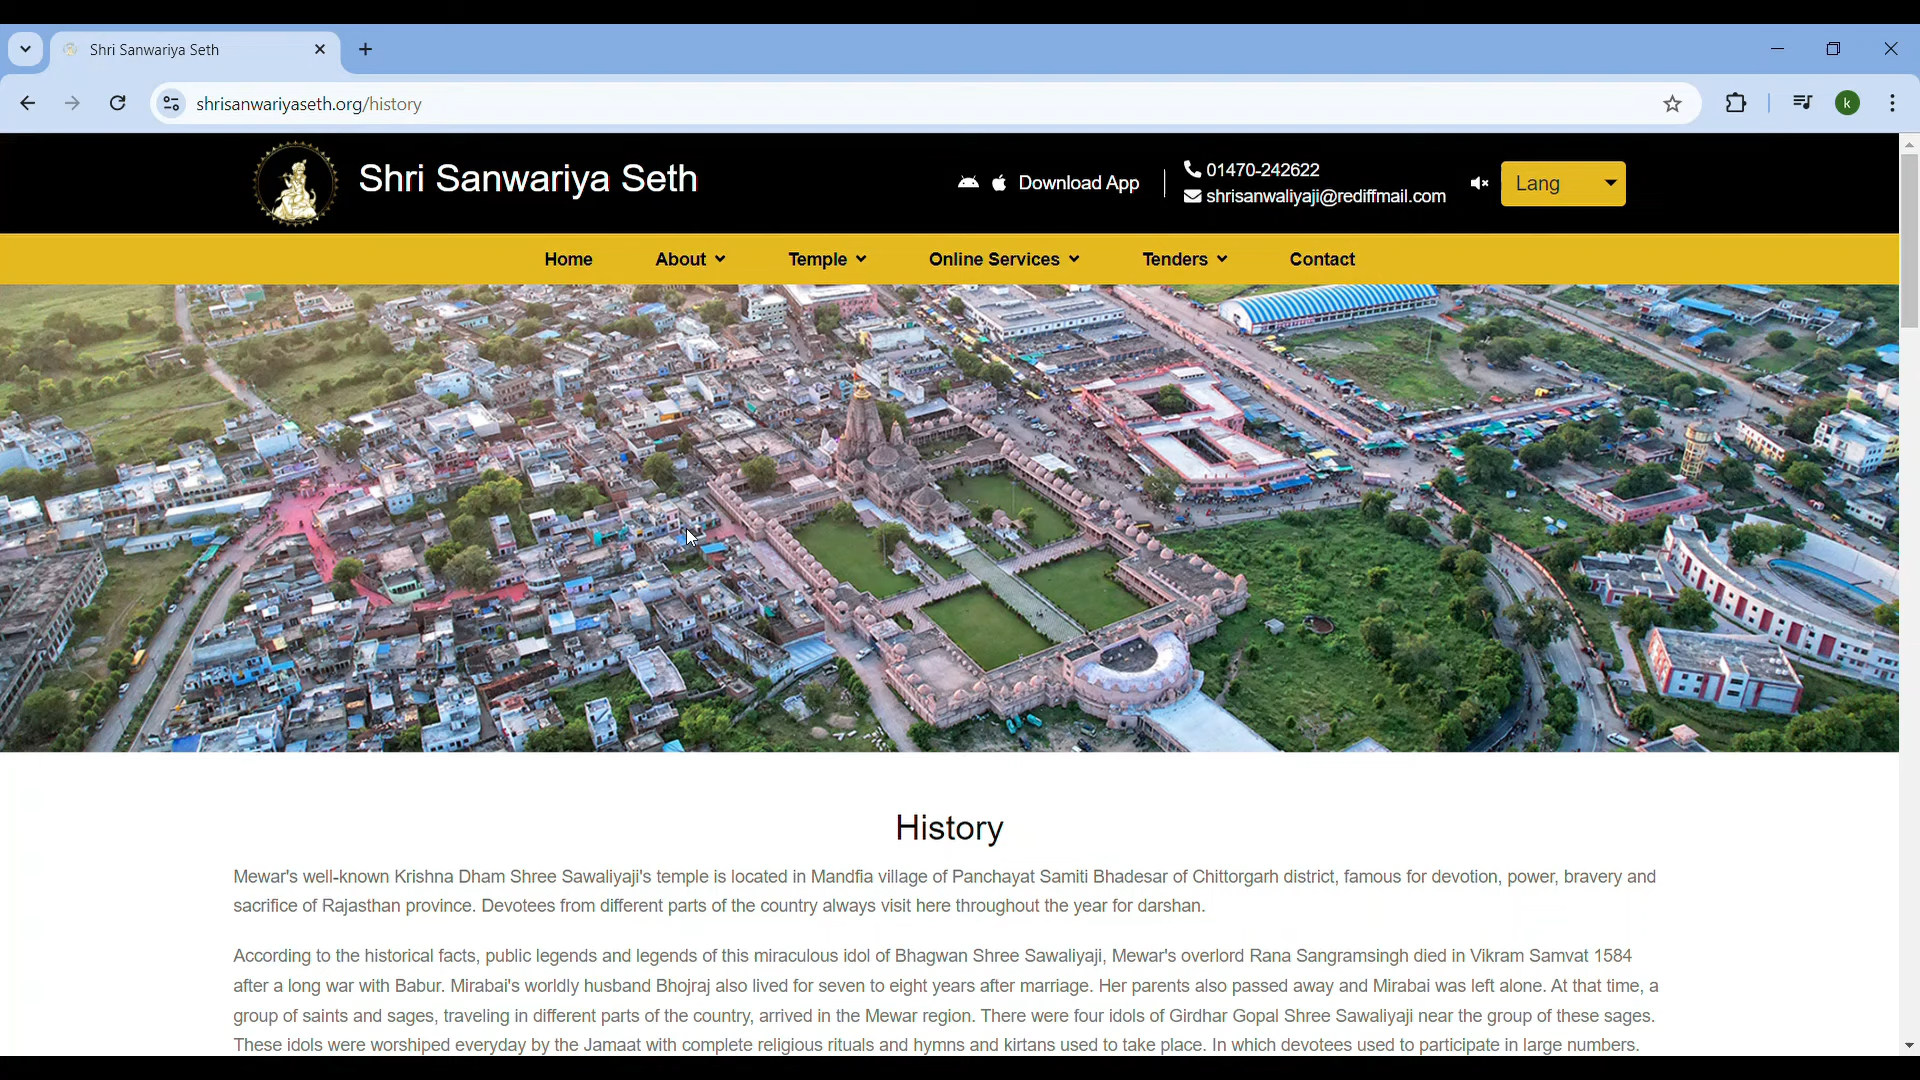 Shri Sanwariya Seth
shrisanwariyaseth.org/history
k
Shri Sanwariya Seth
Download App
01470-242622
shrisanwaliyaji@rediffmail.com
Lang
Home About Temple Online Services Tenders Contact
History
Mewar's well-known Krishna Dham Shree Sawaliyaji's temple is located in Mandfia village of Panchayat Samiti Bhadesar of Chittorgarh district, famous for devotion, power, bravery and
sacrifice of Rajasthan province. Devotees from different parts of the country always visit here throughout the year for darshan.
According to the historical facts, public legends and legends of this miraculous idol of Bhagwan Shree Sawaliyaji, Mewar's overlord Rana Sangramsingh died in Vikram Samvat 1584
after a long war with Babur. Mirabai's worldly husband Bhojraj also lived for seven to eight years after marriage. Her parents also passed away and Mirabai was left alone. At that time, a
group of saints and sages, traveling in different parts of the country, arrived in the Mewar region. There were four idols of Girdhar Gopal Shree Sawaliyaji near the group of these sages.
These idols were worshiped everyday by the Jamaat with complete religious rituals and hymns and kirtans used to take place. In which devotees used to participate in large numbers.